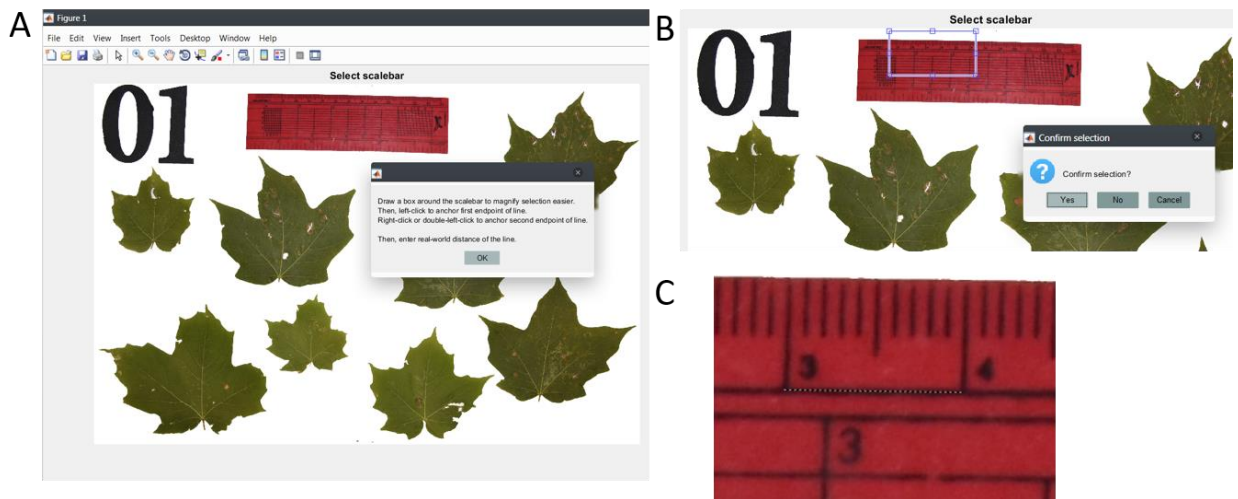 A
Figure 1
File Edit View Insert Tools Desktop Window Help
Select scalebar
01
Draw a box around the scalebar to magnify selection easier.
Then, left-click to anchor first endpoint of line.
Right-click or double-left-click to anchor second endpoint of line.
Then, enter real-world distance of the line.
OK
B
Select scalebar
01
Confirm selection
Confirm selection?
Yes No Cancel
C
3 4
3